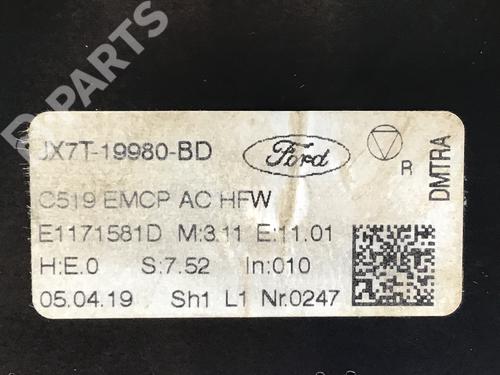 B-PARTS
JX7T-19980-BD
Ford
R
DMTRA
C519 EMCP AC HFW
E1171581D M:3.11 E:11.01
H:E.0 S:7.52 In:010
05.04.19 Sh1 L1 Nr.0247